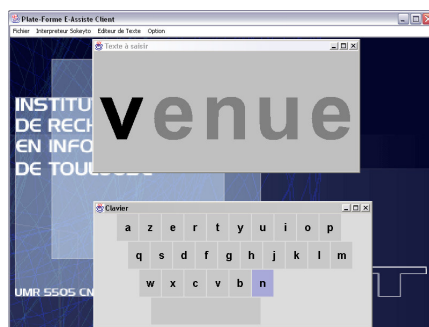 Plate-Forme E-Assiste Client
Fichier Interpreteur Sokeyto Editeur de Texte Option
Texte à saisir
venue
INSTITU
DE RECH
EN INFO
DE TOUL
Clavier
a z e r t y u i o p
q s d f g h j k l m
w x c v b n
UMR 5505 CN